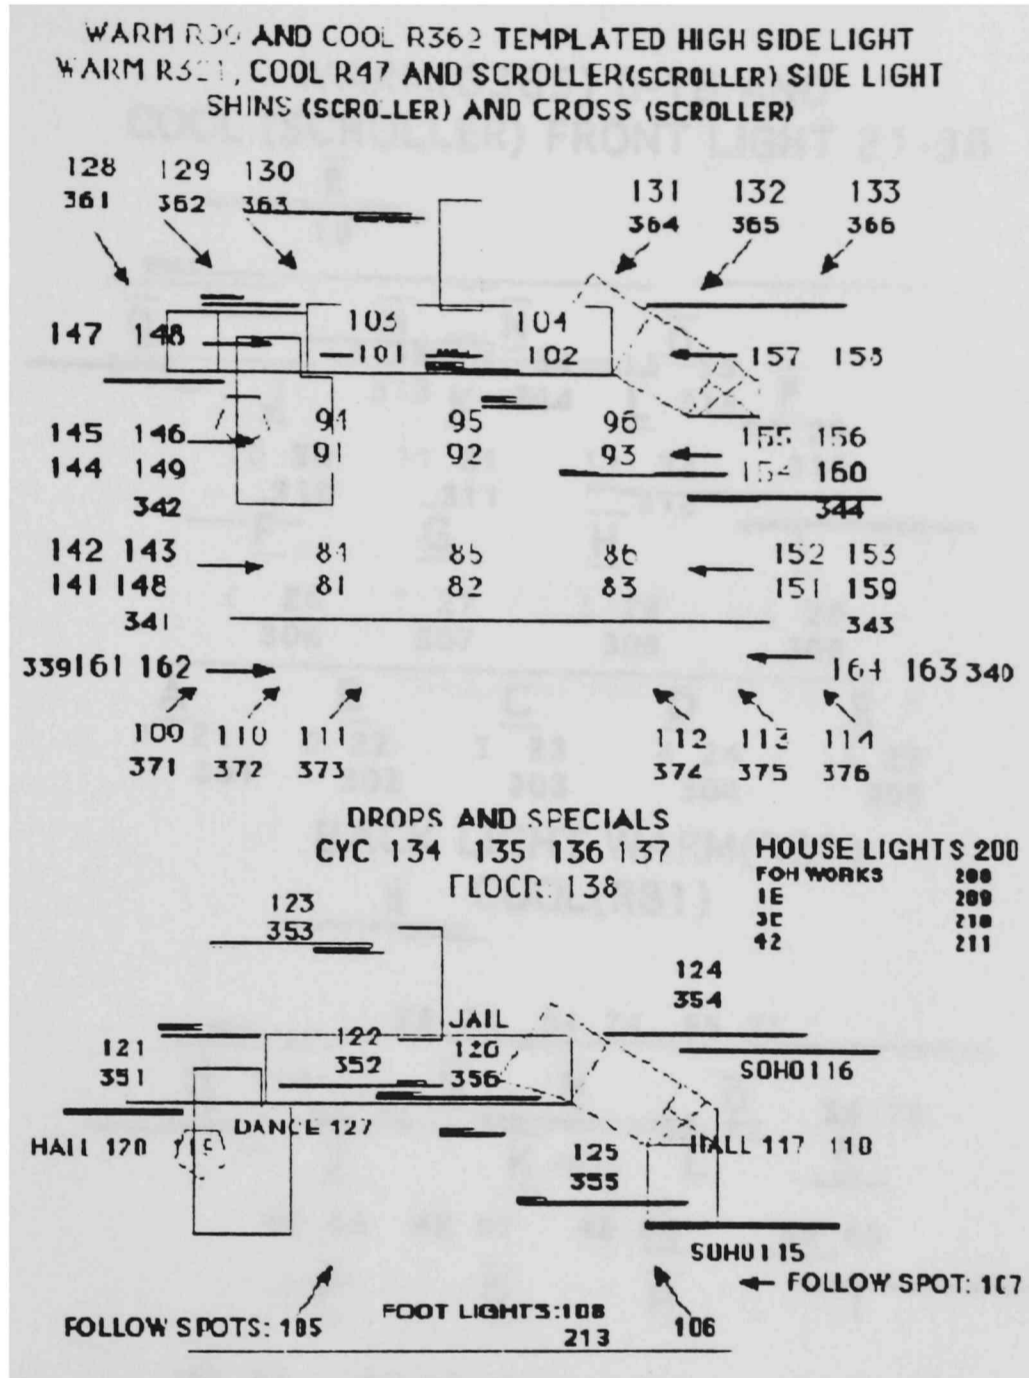 WARM AND COOL R362 TEMPLATED HIGH SIDE LIGHT
WARM COOL R47 AND SCROLLER(SCROLLER) SIDE LIGHT
SHINS (SCROLLER) AND CROSS (SCROLLER)
128 129 130 131 132 133
361 362 363 364 365 366
103 104
147 148 101 102 157 158
94 95 96
145 146 91 92 93 155 156
144 149 154 160
342 344
142 143 84 85 86 152 153
141 148 81 82 83 151 159
341 343
339 161 162 164 163 340
109 110 111 112 113 114
371 372 373 374 375 376
DROPS AND SPECIALS
CYC 134 135 136 137 HOUSE LIGHTS 200
FLOOR: 138 FOH WORKS 208
1E 209
3E 210
42 211
123
353
124
354
JAIL
121 122 126
351 352 356
SOHO116
DANCE 127
HALL 120 HALL 117 118
125
355
SOHO115
FOLLOW SPOT: 107
FOLLOW SPOTS: 105 FOOT LIGHTS:108 106
213